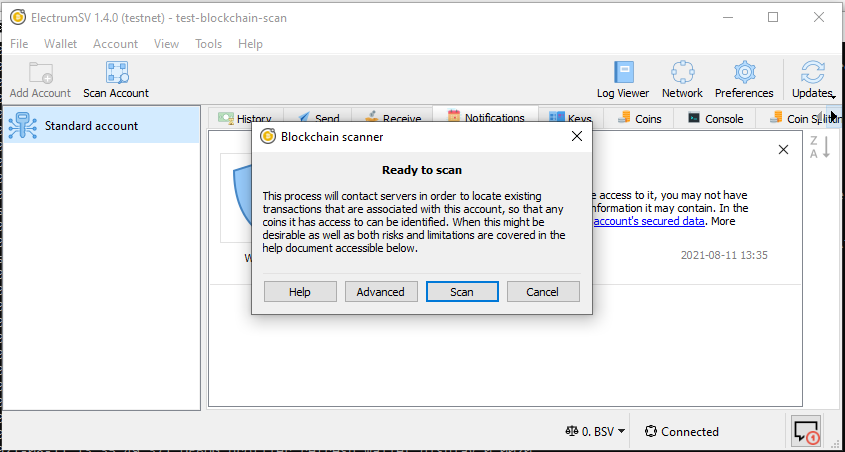 ElectrumSV 1.4.0 (testnet) - test-blockchain-scan
File Wallet Account View Tools Help
Add Account Scan Account Log Viewer Network Preferences Updates
Standard account
History Send Receive Notifications Keys Coins Console Coin
Blockchain scanner
Ready to scan
This process will contact servers in order to locate existing
transactions that are associated with this account, so that any
coins it has access to can be identified. When this might be
desirable as well as both risks and limitations are covered in the
help document accessible below.
Help Advanced Scan Cancel
e access to it, you may not have
nformation it may contain. In the
account's secured data. More
2021-08-11 13:35
W
Z
A
0. BSV Connected
1